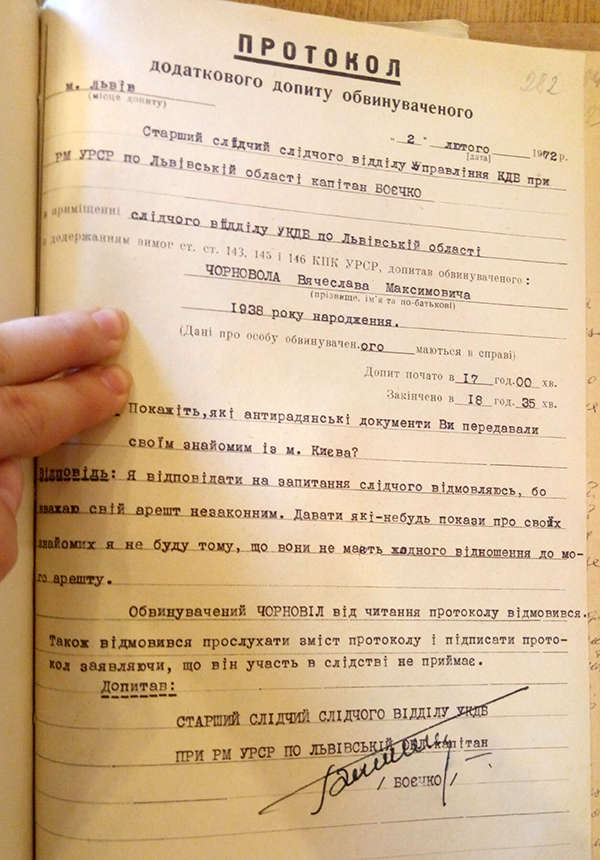 282
ПРОТОКОЛ
додаткового допиту обвинуваченого
м. львів
(місце допиту)
"2" лютого 1972 р.
(дата)
Старший слідчий слідчого відділу Управління КДБ при
РМ УРСР по Львівській області капітан БОЄЧКО
в приміщенні слідчого відділу УКДБ по Львівській області
з додержанням вимог ст. ст. 143, 145 і 146 КПК УРСР, допитав обвинуваченого:
ЧОРНОВОЛА Вячеслава Максимовича
(прізвище, ім'я та по-батькові)
1938 року народження.
(Дані про особу обвинувачен.ого маються в справі)
Допит почато в 17 год.00 хв.
Закінчено в 18 год.35 хв.
Покажіть,які антирадянські документи Ви передавали
своїм знайомим із м. Києва?
Відповідь: Я відповідати на запитання слідчого відмовляюсь, бо
вважаю свій арешт незаконним. Давати які-небудь покази про своїх
знайомих я не буду тому, що вони не мають жодного відношення до мо-
го арешту.
Обвинувачений ЧОРНОВІЛ від читання протоколу відмовився.
Також відмовився прослухати зміст протоколу і підписати прото-
кол заявляючи, що він участь в слідстві не приймає.
Допитав:
СТАРШИЙ СЛІДЧИЙ СЛІДЧОГО ВІДДІЛУ УКДБ
ПРИ РМ УРСР ПО ЛЬВІВСЬКІЙ ОБЛ капітан
/ БОЄЧКО /